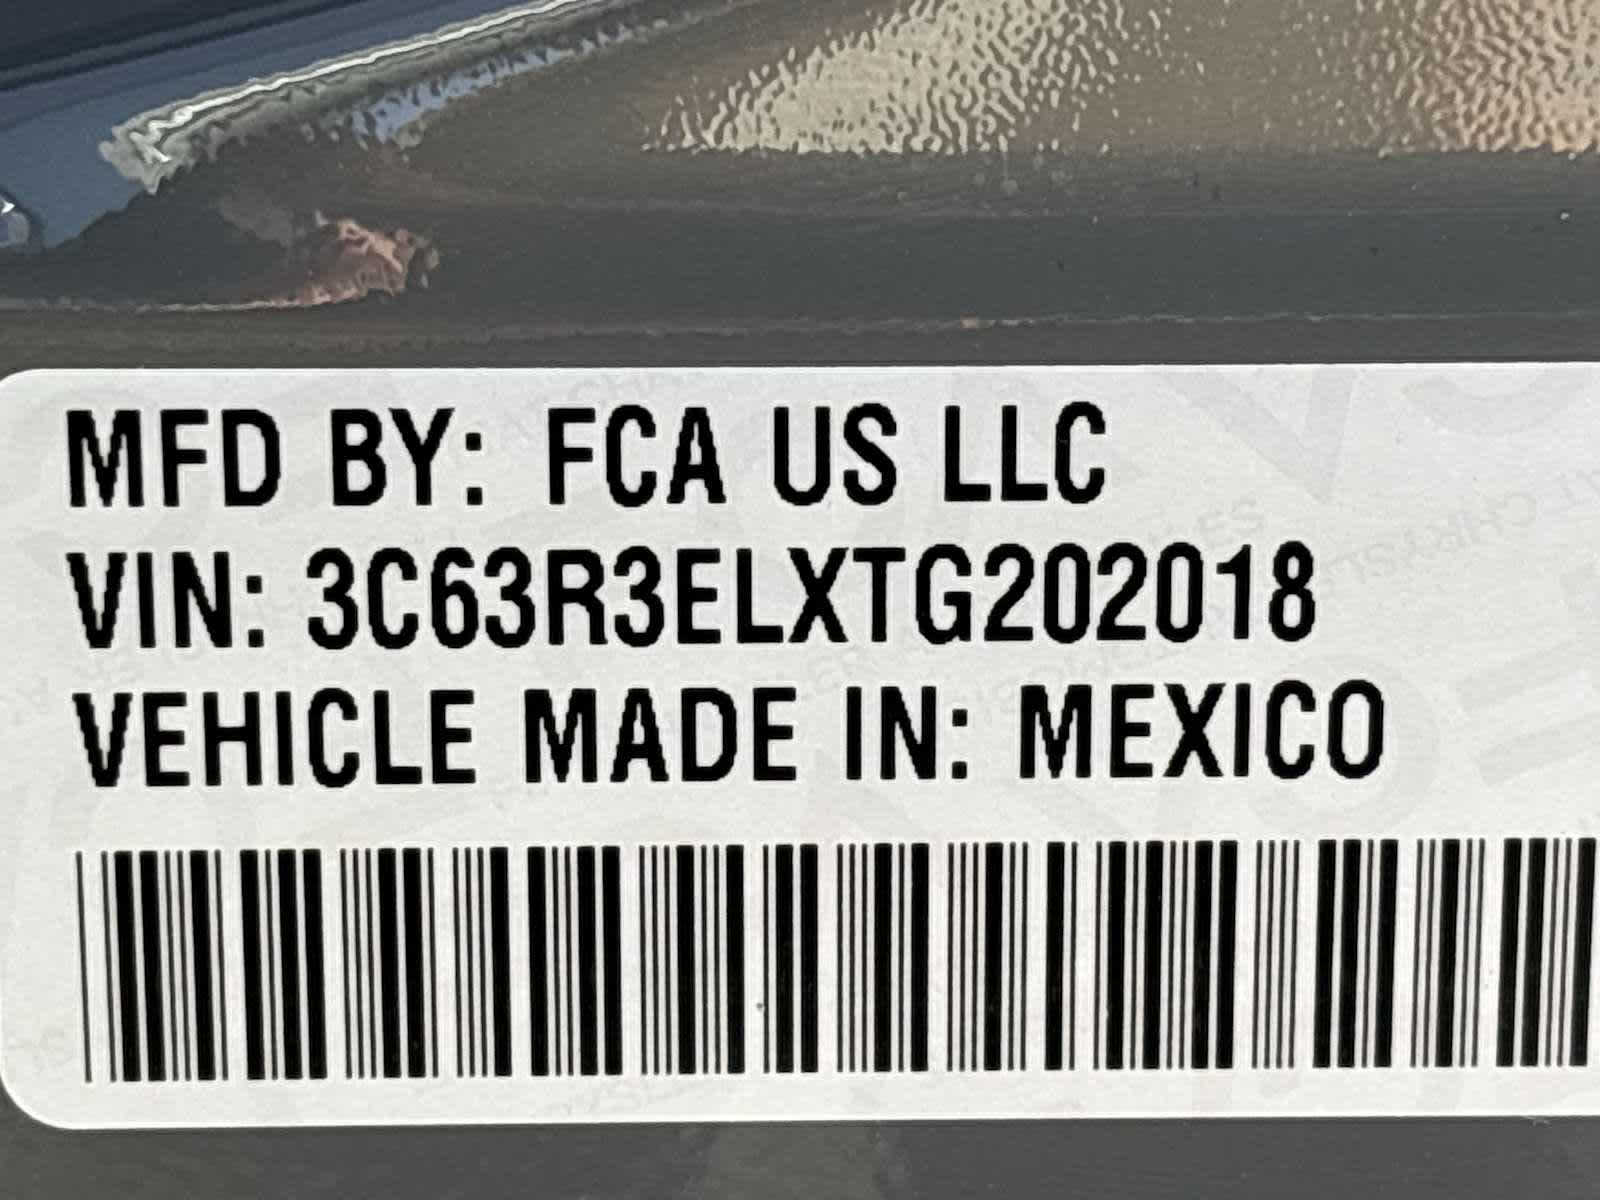 MFD BY: FCA US LLC
VIN: 3C63R3ELXTG202018
VEHICLE MADE IN: MEXICO